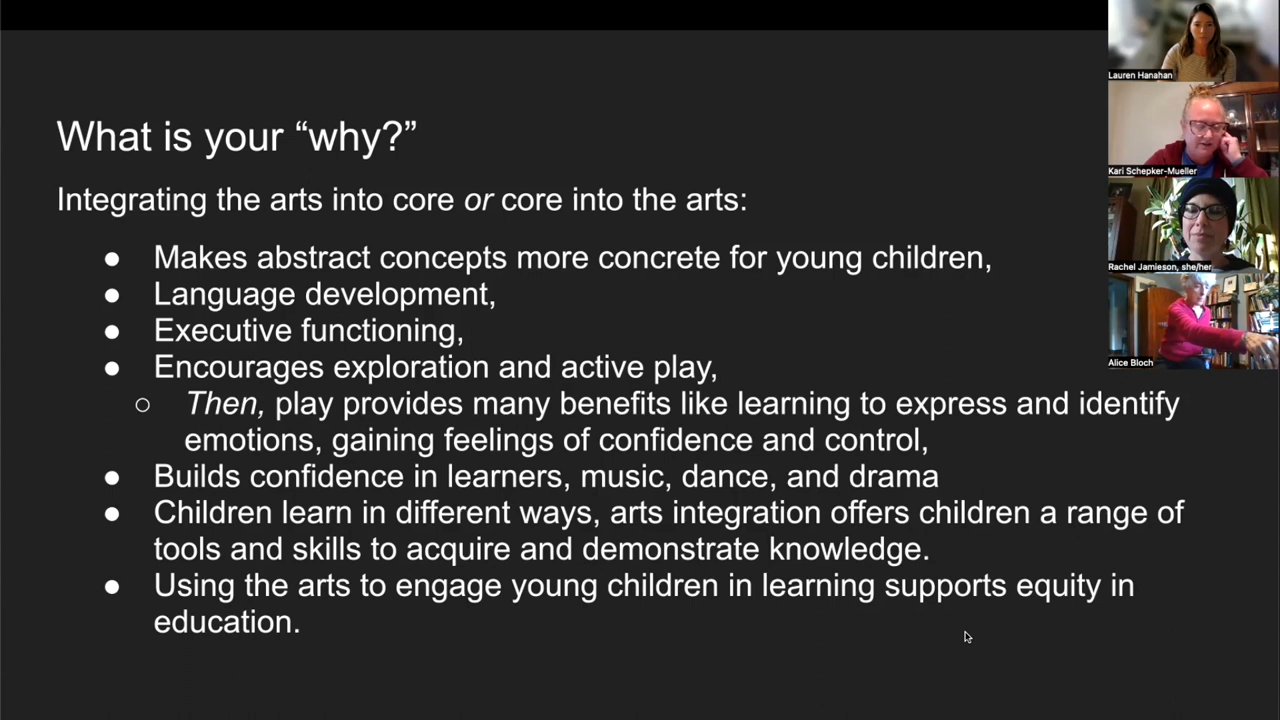 What is your “why?”
Integrating the arts into core or core into the arts:
● Makes abstract concepts more concrete for young children,
● Language development,
● Executive functioning,
● Encourages exploration and active play,
○ Then, play provides many benefits like learning to express and identify
emotions, gaining feelings of confidence and control,
● Builds confidence in learners, music, dance, and drama
● Children learn in different ways, arts integration offers children a range of
tools and skills to acquire and demonstrate knowledge.
● Using the arts to engage young children in learning supports equity in
education.
Lauren Hanahan
Kari Schepker-Mueller
Rachel Jamieson, she/her
Alice Bloch